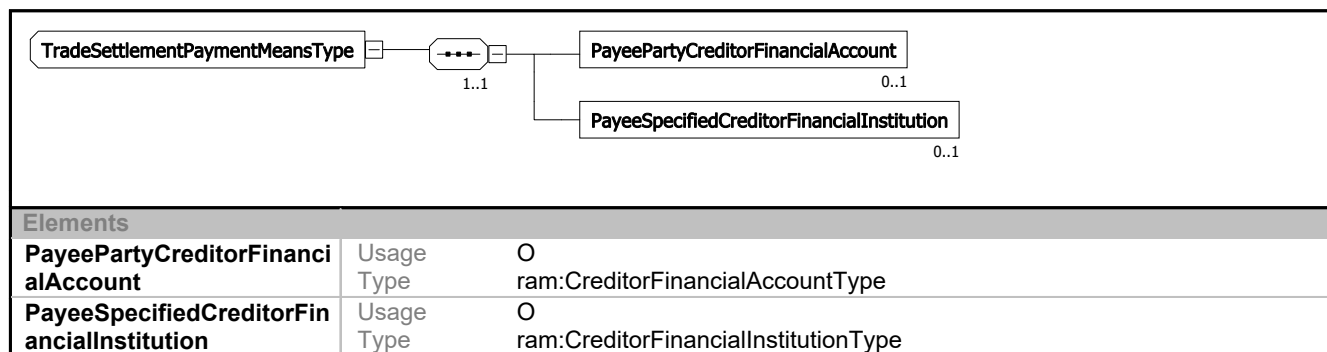 TradeSettlementPaymentMeansType
1..1
PayeePartyCreditorFinancialAccount
0..1
PayeeSpecifiedCreditorFinancialInstitution
0..1
Elements
PayeePartyCreditorFinanci Usage O
alAccount Type ram:CreditorFinancialAccountType
PayeeSpecifiedCreditorFin Usage O
ancialInstitution Type ram:CreditorFinancialInstitutionType